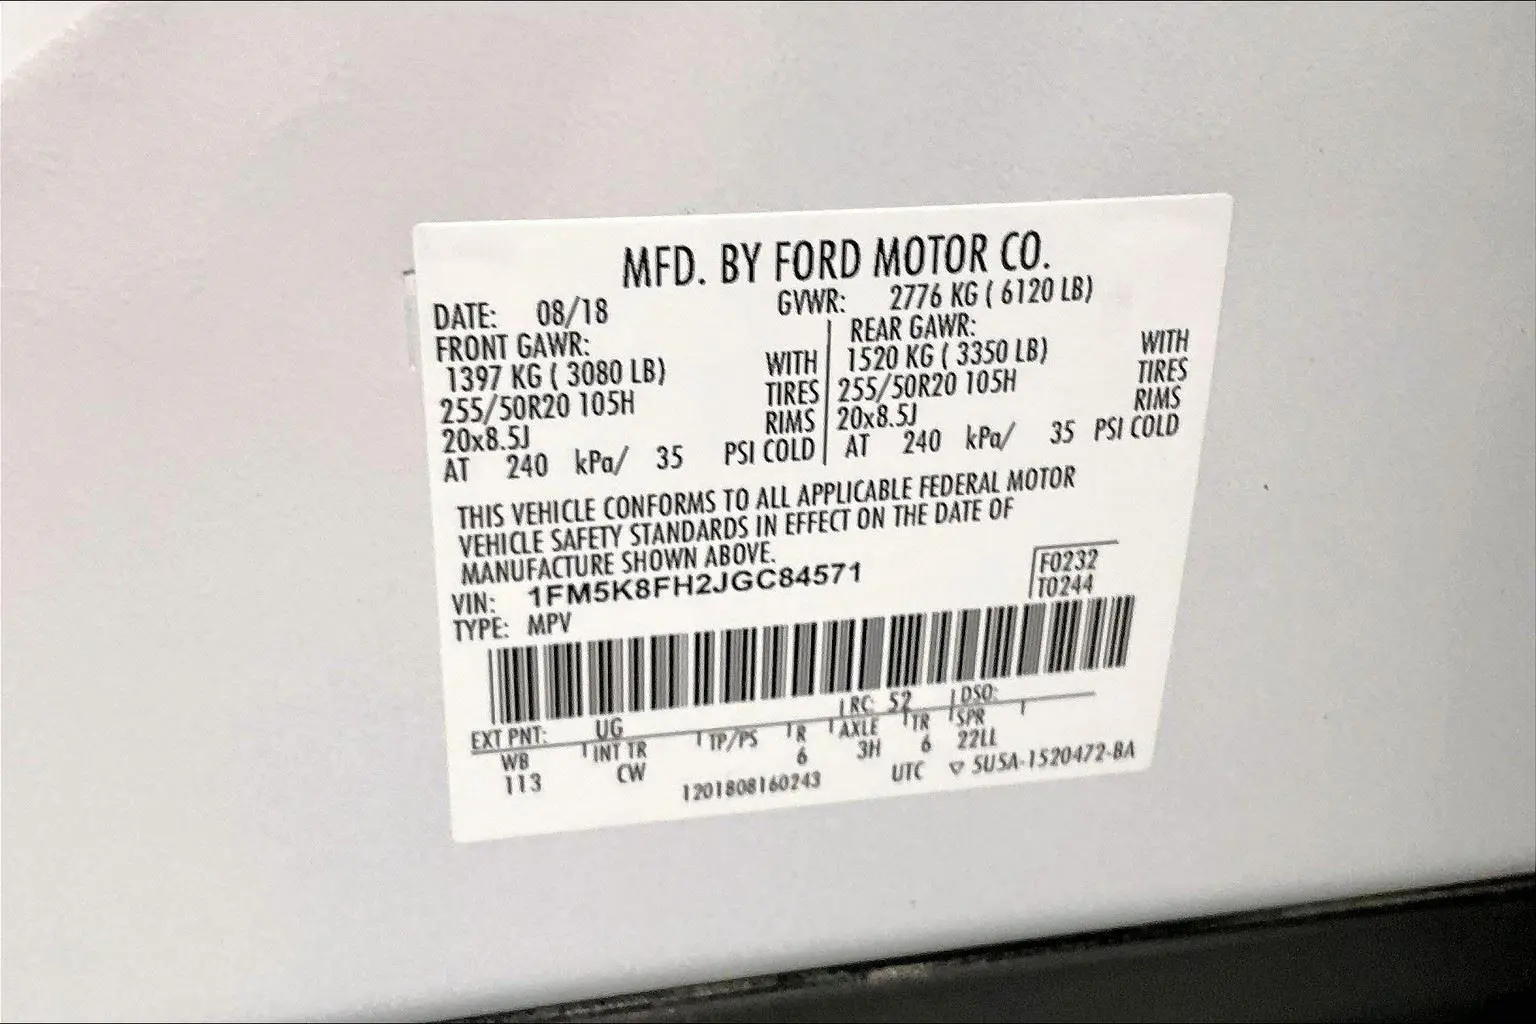 MFD. BY FORD MOTOR CO.
DATE: 08/18 GVWR: 2776 KG ( 6120 LB)
FRONT GAWR: REAR GAWR:
1397 KG ( 3080 LB) WITH 1520 KG ( 3350 LB) WITH
255/50R20 105H TIRES 255/50R20 105H TIRES
20x8.5J RIMS 20x8.5J RIMS
AT 240 kPa/ 35 PSI COLD AT 240 kPa/ 35 PSI COLD
THIS VEHICLE CONFORMS TO ALL APPLICABLE FEDERAL MOTOR
VEHICLE SAFETY STANDARDS IN EFFECT ON THE DATE OF
MANUFACTURE SHOWN ABOVE.
VIN: 1FM5K8FH2JGC84571 F0232
TYPE: MPV T0244
EXT PNT: UG RC: 52 DSO:
WB INT TR TP/PS R AXLE TR SPR
113 CW 6 3H 6 22LL
1201808160243 UTC ▽ 5U5A-1520472-BA